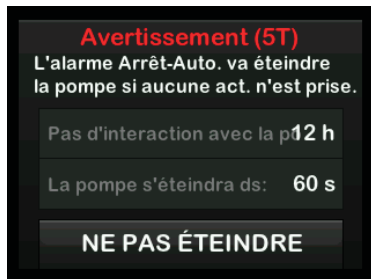 Avertissement (5T)
L'alarme Arrêt-Auto. va éteindre
la pompe si aucune act. n'est prise.
Pas d'interaction avec la 12 h
La pompe s'éteindra ds: 60 s
NE PAS ÉTEINDRE